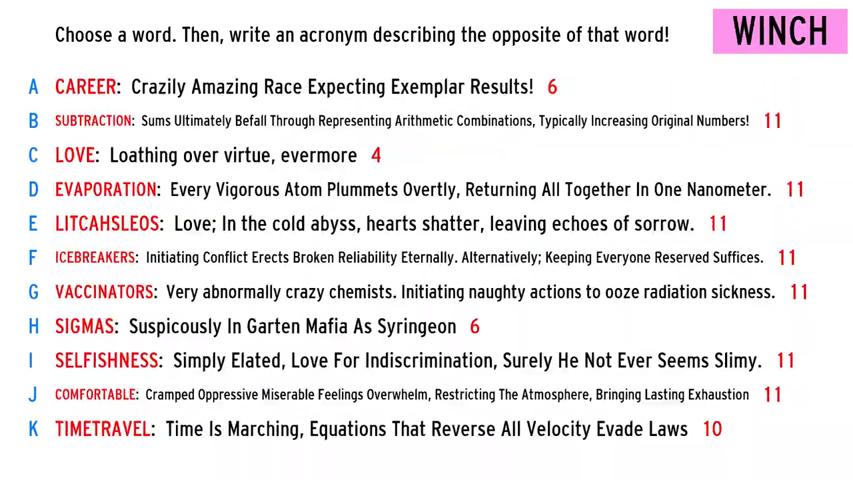 Choose a word. Then, write an acronym describing the opposite of that word!
WINCH
A CAREER: Crazily Amazing Race Expecting Exemplar Results! 6
B SUBTRACTION: Sums Ultimately Befall Through Representing Arithmetic Combinations, Typically Increasing Original Numbers! 11
C LOVE: Loathing over virtue, evermore 4
D EVAPORATION: Every Vigorous Atom Plummets Overtly, Returning All Together In One Nanometer. 11
E LITCAHSLEOS: Love; In the cold abyss, hearts shatter, leaving echoes of sorrow. 11
F ICEBREAKERS: Initiating Conflict Erects Broken Reliability Eternally. Alternatively; Keeping Everyone Reserved Suffices. 11
G VACCINATORS: Very abnormally crazy chemists. Initiating naughty actions to ooze radiation sickness. 11
H SIGMAS: Suspicously In Garten Mafia As Syringeon 6
I SELFISHNESS: Simply Elated, Love For Indiscrimination, Surely He Not Ever Seems Slimy. 11
J COMFORTABLE: Cramped Oppressive Miserable Feelings Overwhelm, Restricting The Atmosphere, Bringing Lasting Exhaustion 11
K TIMETRAVEL: Time Is Marching, Equations That Reverse All Velocity Evade Laws 10